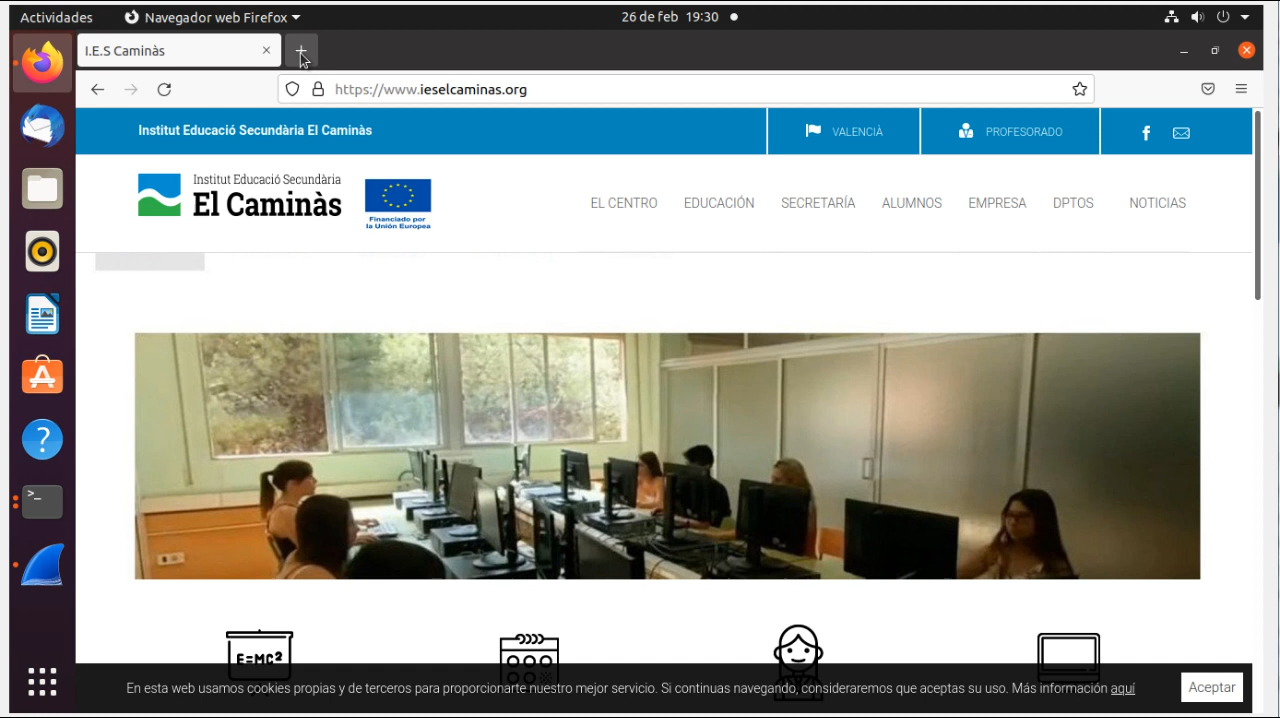 Actividades Navegador web Firefox 26 de feb 19:30
I.E.S Caminàs
https://www.ieselcaminas.org
Institut Educació Secundària El Caminàs VALENCIÀ PROFESORADO
Institut Educació Secundària
El Caminàs
Financiado por
la Unión Europea
EL CENTRO EDUCACIÓN SECRETARÍA ALUMNOS EMPRESA DPTOS NOTICIAS
E=MC²
En esta web usamos cookies propias y de terceros para proporcionarte nuestro mejor servicio. Si continuas navegando, consideraremos que aceptas su uso. Más información aquí Aceptar